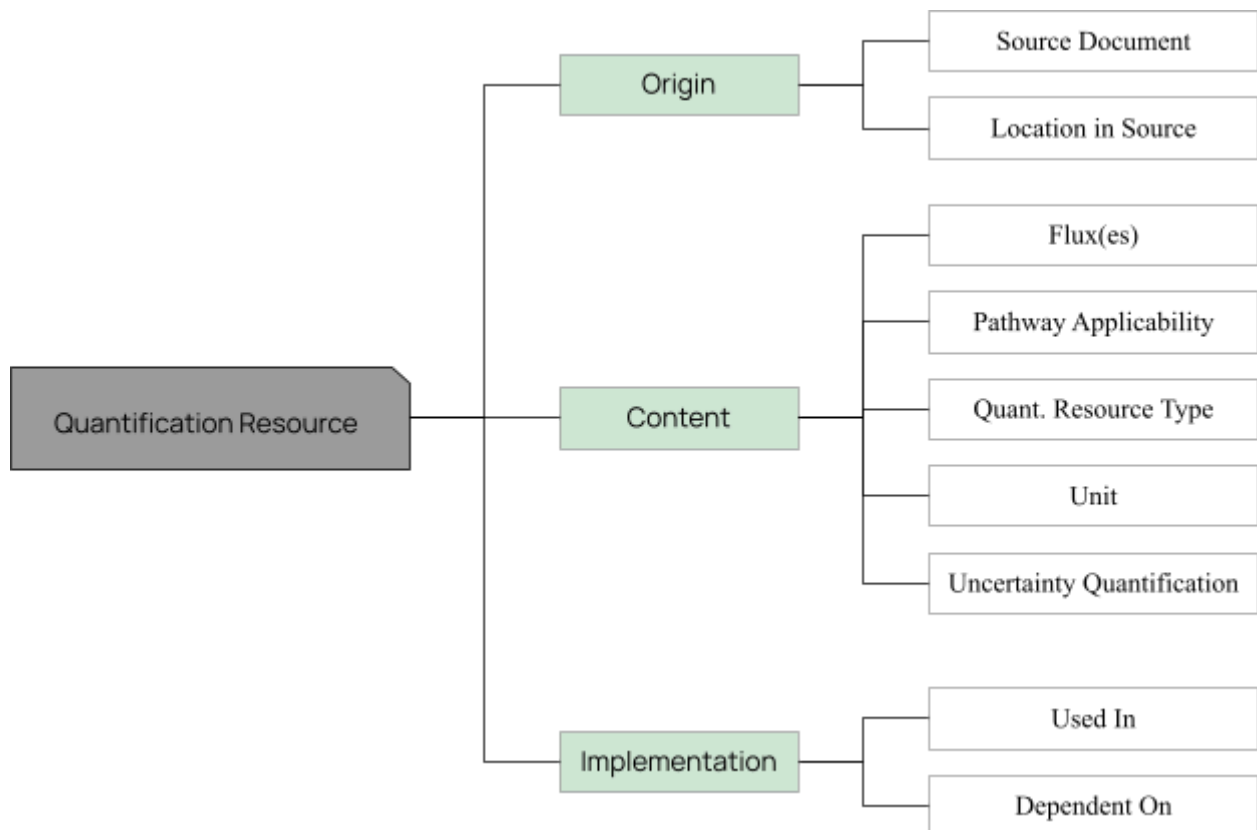 Quantification Resource
Origin
Source Document
Location in Source
Content
Flux(es)
Pathway Applicability
Quant. Resource Type
Unit
Uncertainty Quantification
Implementation
Used In
Dependent On